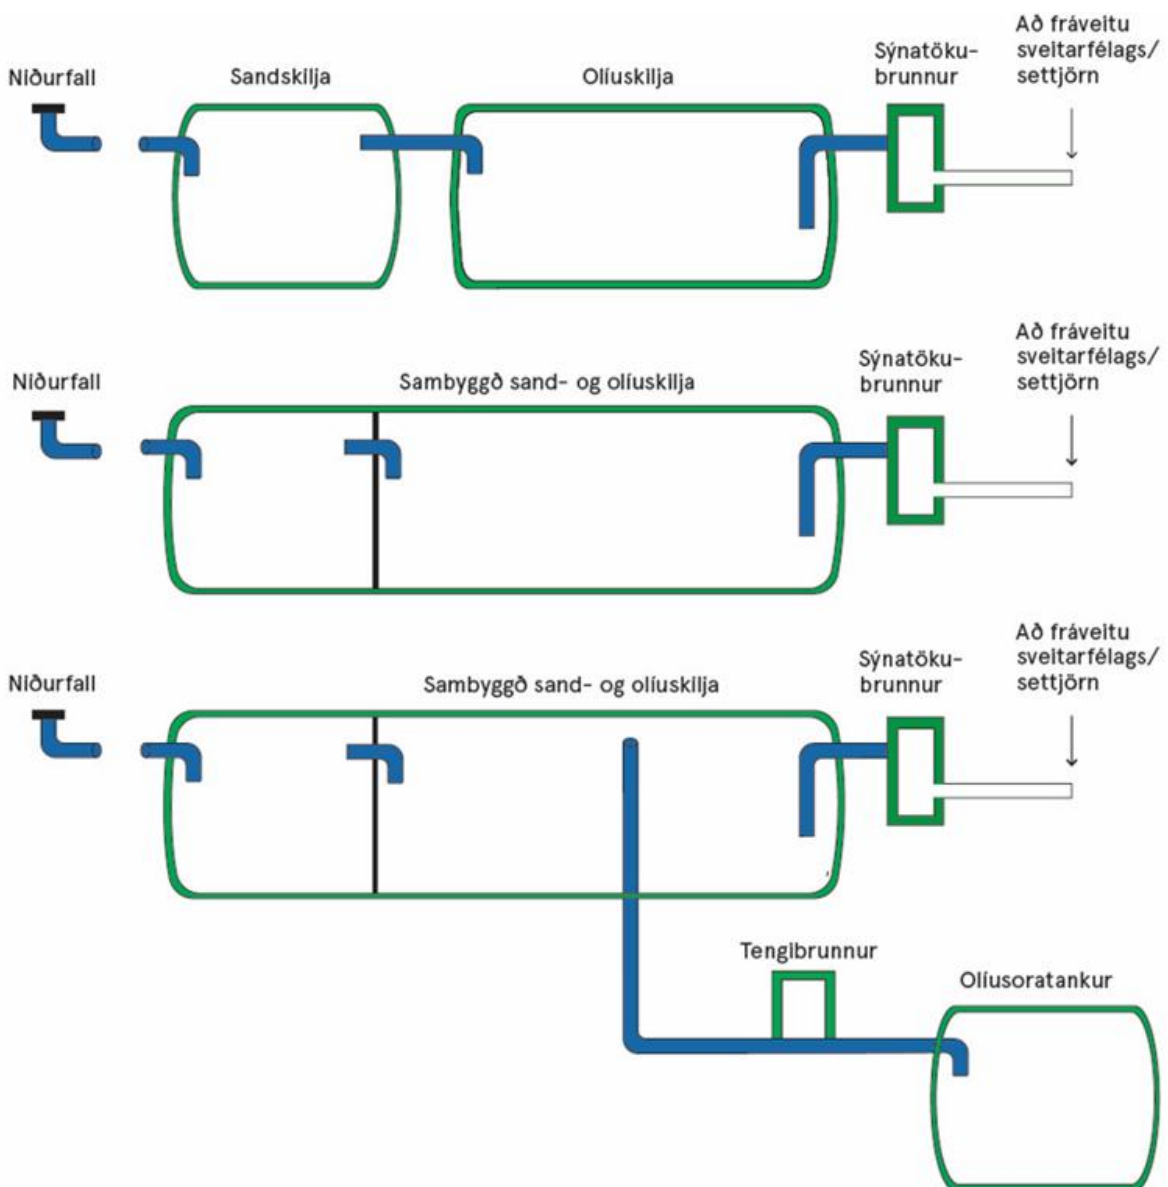 Niðurfall
Sandskilja
Olíuskilja
Sýnatöku-
brunnur
Að fráveitu
sveitarfélags/
settjörn
Niðurfall
Sambyggð sand- og olíuskilja
Sýnatöku-
brunnur
Að fráveitu
sveitarfélags/
settjörn
Niðurfall
Sambyggð sand- og olíuskilja
Sýnatöku-
brunnur
Að fráveitu
sveitarfélags/
settjörn
Tengibrunnur
Olíusoratankur